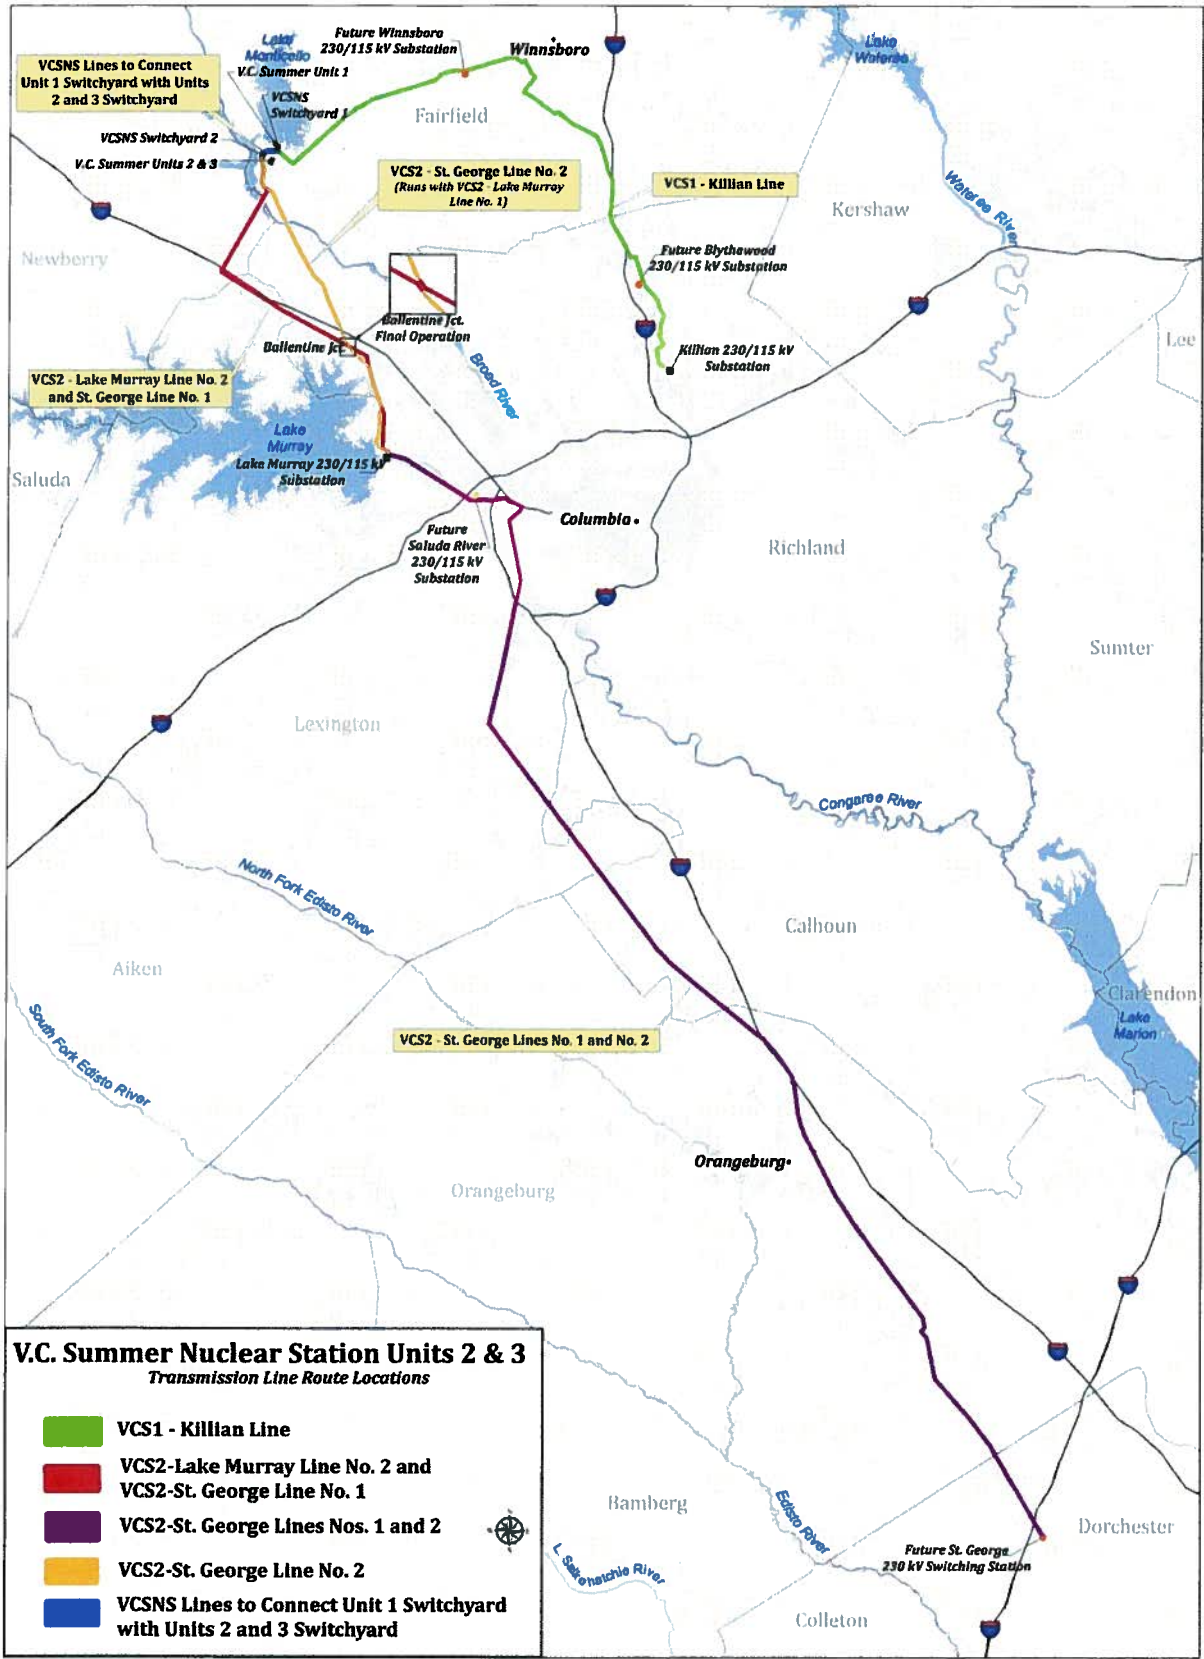 Lake
Monticello
Future Winnsboro
230/115 kV Substation
Winnsboro
Lake
Wateree
VCSNS Lines to Connect
Unit 1 Switchyard with Units
2 and 3 Switchyard
V.C. Summer Unit 1
VCSNS
Switchyard 1
Fairfield
VCSNS Switchyard 2
V.C. Summer Units 2 & 3
VCS2 - St. George Line No. 2
(Runs with VCS2 - Lake Murray
Line No. 1)
VCS1 - Killian Line
Kershaw
Wateree River
Newberry
Future Blythewood
230/115 kV Substation
Ballentine Jct.
Final Operation
Ballentine Jct.
Broad River
Killian 230/115 kV
Substation
Lee
VCS2 - Lake Murray Line No. 2
and St. George Line No. 1
Lake
Murray
Lake Murray 230/115 kV
Substation
Saluda
Columbia
Future
Saluda River
230/115 kV
Substation
Richland
Sumter
Lexington
Congaree River
North Fork Edisto River
Calhoun
Aiken
Clarendon
Lake
Marion
South Fork Edisto River
VCS2 - St. George Lines No. 1 and No. 2
Orangeburg
Orangeburg
V.C. Summer Nuclear Station Units 2 & 3
Transmission Line Route Locations
VCS1 - Killian Line
VCS2-Lake Murray Line No. 2 and
VCS2-St. George Line No. 1
VCS2-St. George Lines Nos. 1 and 2
VCS2-St. George Line No. 2
VCSNS Lines to Connect Unit 1 Switchyard
with Units 2 and 3 Switchyard
Bamberg
Edisto River
Dorchester
Future St. George
230 kV Switching Station
L. Salkehatchie River
Colleton